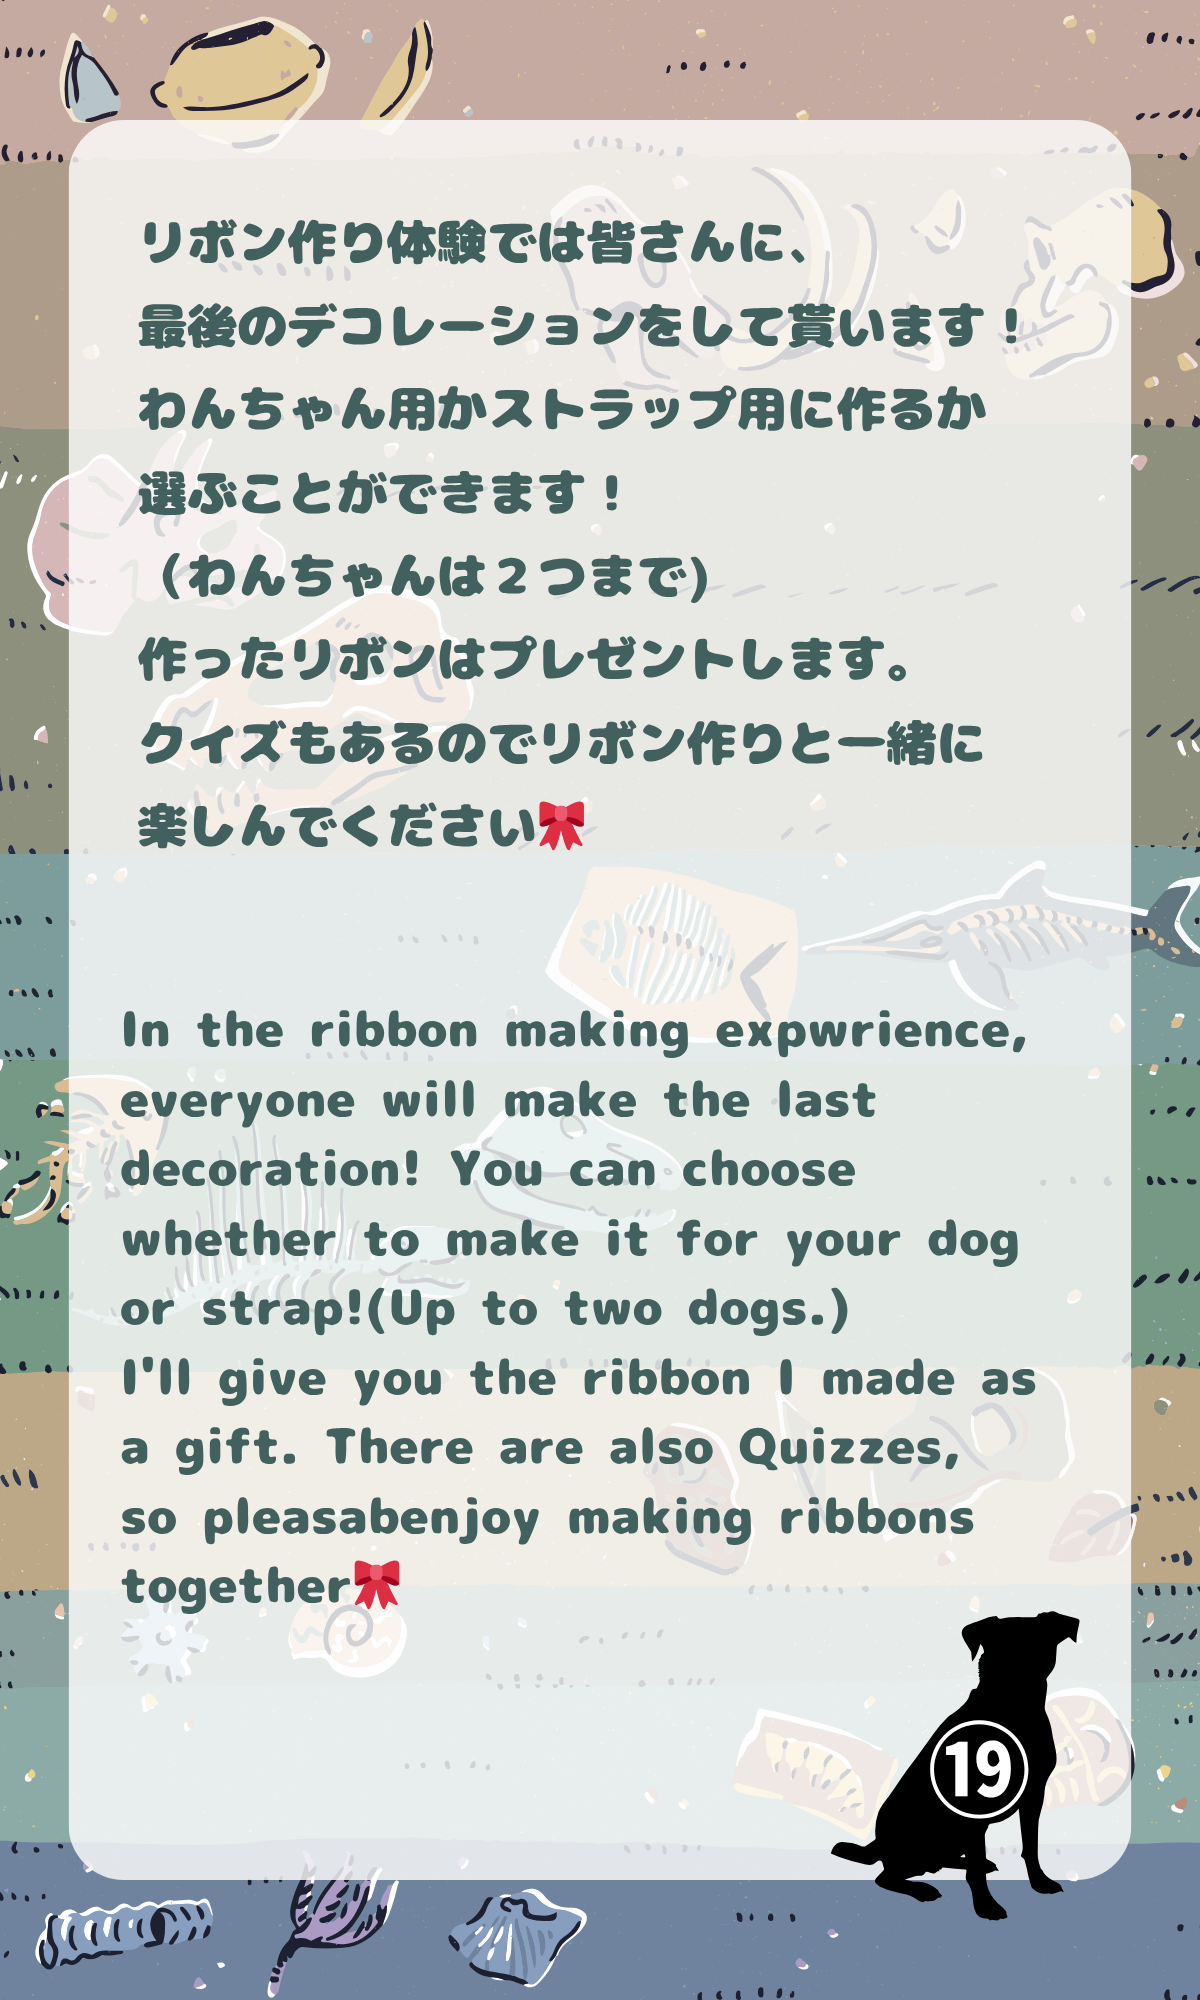 リボン作り体験では皆さんに、
最後のデコレーションをして貰います！
わんちゃん用かストラップ用に作るか
選ぶことができます！
（わんちゃんは２つまで)
作ったリボンはプレゼントします。
クイズもあるのでリボン作りと一緒に
楽しんでください🎀
In the ribbon making expwrience,
everyone will make the last
decoration! You can choose
whether to make it for your dog
or strap!(Up to two dogs.)
I'll give you the ribbon I made as
a gift. There are also Quizzes,
so pleasabenjoy making ribbons
together🎀
19